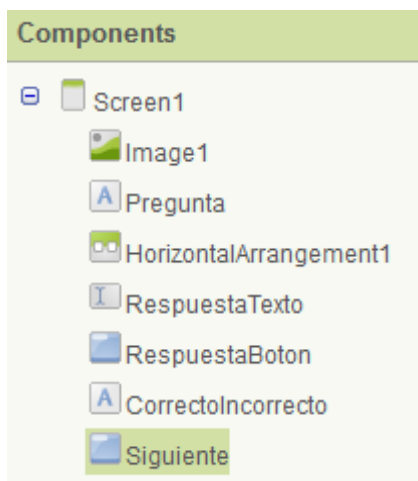 Components
Screen1
Image1
A Pregunta
HorizontalArrangement1
RespuestaTexto
RespuestaBoton
A CorrectoIncorrecto
Siguiente